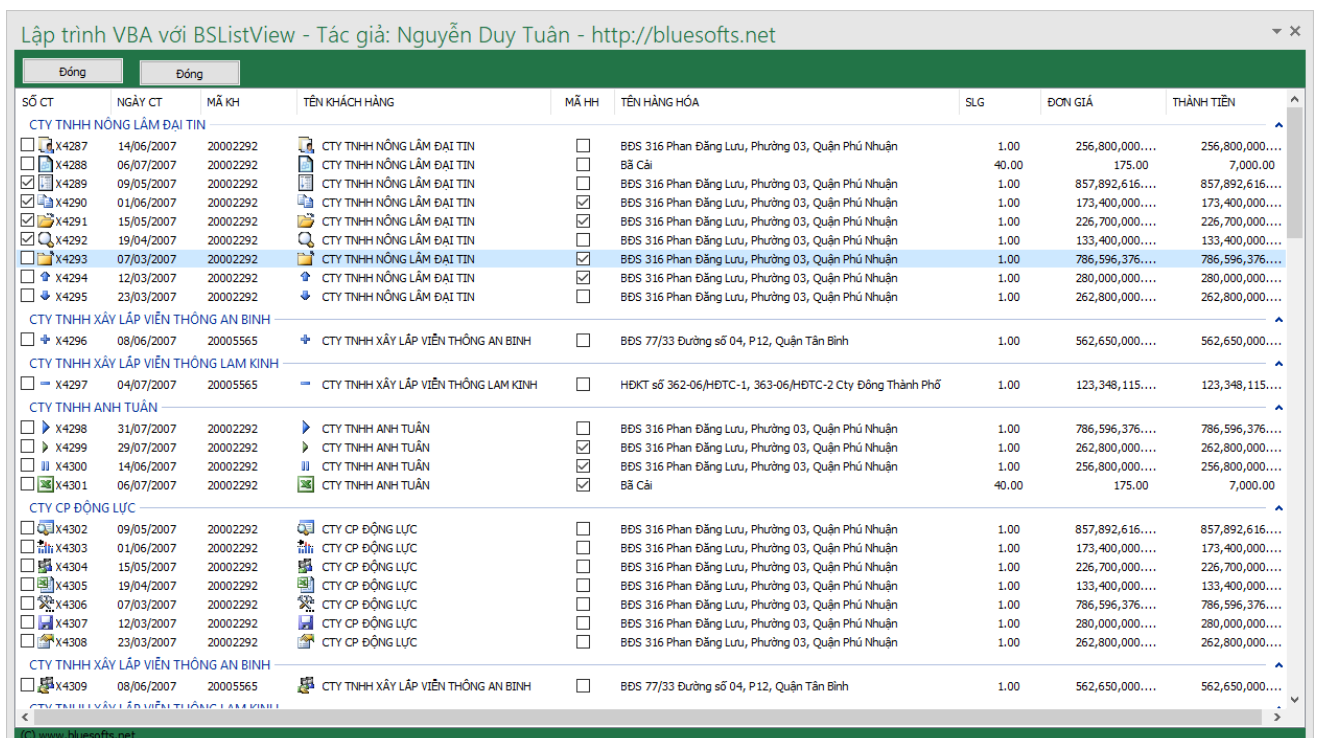 Lập trình VBA với BSListView - Tác giả: Nguyễn Duy Tuân - http://bluesofts.net
Đóng Đóng
SỐ CT NGÀY CT MÃ KH TÊN KHÁCH HÀNG MÃ HH TÊN HÀNG HÓA SLG ĐƠN GIÁ THÀNH TIỀN
CTY TNHH NÔNG LÂM ĐẠI TIN
X4287 14/06/2007 20002292 CTY TNHH NÔNG LÂM ĐẠI TIN BĐS 316 Phan Đăng Lưu, Phường 03, Quận Phú Nhuận 1.00 256,800,000.... 256,800,000....
X4288 06/07/2007 20002292 CTY TNHH NÔNG LÂM ĐẠI TIN Bã Cải 40.00 175.00 7,000.00
X4289 09/05/2007 20002292 CTY TNHH NÔNG LÂM ĐẠI TIN BĐS 316 Phan Đăng Lưu, Phường 03, Quận Phú Nhuận 1.00 857,892,616.... 857,892,616....
X4290 01/06/2007 20002292 CTY TNHH NÔNG LÂM ĐẠI TIN BĐS 316 Phan Đăng Lưu, Phường 03, Quận Phú Nhuận 1.00 173,400,000.... 173,400,000....
X4291 15/05/2007 20002292 CTY TNHH NÔNG LÂM ĐẠI TIN BĐS 316 Phan Đăng Lưu, Phường 03, Quận Phú Nhuận 1.00 226,700,000.... 226,700,000....
X4292 19/04/2007 20002292 CTY TNHH NÔNG LÂM ĐẠI TIN BĐS 316 Phan Đăng Lưu, Phường 03, Quận Phú Nhuận 1.00 133,400,000.... 133,400,000....
X4293 07/03/2007 20002292 CTY TNHH NÔNG LÂM ĐẠI TIN BĐS 316 Phan Đăng Lưu, Phường 03, Quận Phú Nhuận 1.00 786,596,376.... 786,596,376....
X4294 12/03/2007 20002292 CTY TNHH NÔNG LÂM ĐẠI TIN BĐS 316 Phan Đăng Lưu, Phường 03, Quận Phú Nhuận 1.00 280,000,000.... 280,000,000....
X4295 23/03/2007 20002292 CTY TNHH NÔNG LÂM ĐẠI TIN BĐS 316 Phan Đăng Lưu, Phường 03, Quận Phú Nhuận 1.00 262,800,000.... 262,800,000....
CTY TNHH XÂY LẮP VIỄN THÔNG AN BINH
X4296 08/06/2007 20005565 CTY TNHH XÂY LẮP VIỄN THÔNG AN BINH BĐS 77/33 Đường số 04, P12, Quận Tân Bình 1.00 562,650,000.... 562,650,000....
CTY TNHH XÂY LẮP VIỄN THÔNG LAM KINH
X4297 04/07/2007 20005565 CTY TNHH XÂY LẮP VIỄN THÔNG LAM KINH HĐKT số 362-06/HĐTC-1, 363-06/HĐTC-2 Cty Đông Thành Phố 1.00 123,348,115.... 123,348,115....
CTY TNHH ANH TUÂN
X4298 31/07/2007 20002292 CTY TNHH ANH TUÂN BĐS 316 Phan Đăng Lưu, Phường 03, Quận Phú Nhuận 1.00 786,596,376.... 786,596,376....
X4299 29/07/2007 20002292 CTY TNHH ANH TUÂN BĐS 316 Phan Đăng Lưu, Phường 03, Quận Phú Nhuận 1.00 262,800,000.... 262,800,000....
X4300 14/06/2007 20002292 CTY TNHH ANH TUÂN BĐS 316 Phan Đăng Lưu, Phường 03, Quận Phú Nhuận 1.00 256,800,000.... 256,800,000....
X4301 06/07/2007 20002292 CTY TNHH ANH TUÂN Bã Cải 40.00 175.00 7,000.00
CTY CP ĐỘNG LỰC
X4302 09/05/2007 20002292 CTY CP ĐỘNG LỰC BĐS 316 Phan Đăng Lưu, Phường 03, Quận Phú Nhuận 1.00 857,892,616.... 857,892,616....
X4303 01/06/2007 20002292 CTY CP ĐỘNG LỰC BĐS 316 Phan Đăng Lưu, Phường 03, Quận Phú Nhuận 1.00 173,400,000.... 173,400,000....
X4304 15/05/2007 20002292 CTY CP ĐỘNG LỰC BĐS 316 Phan Đăng Lưu, Phường 03, Quận Phú Nhuận 1.00 226,700,000.... 226,700,000....
X4305 19/04/2007 20002292 CTY CP ĐỘNG LỰC BĐS 316 Phan Đăng Lưu, Phường 03, Quận Phú Nhuận 1.00 133,400,000.... 133,400,000....
X4306 07/03/2007 20002292 CTY CP ĐỘNG LỰC BĐS 316 Phan Đăng Lưu, Phường 03, Quận Phú Nhuận 1.00 786,596,376.... 786,596,376....
X4307 12/03/2007 20002292 CTY CP ĐỘNG LỰC BĐS 316 Phan Đăng Lưu, Phường 03, Quận Phú Nhuận 1.00 280,000,000.... 280,000,000....
X4308 23/03/2007 20002292 CTY CP ĐỘNG LỰC BĐS 316 Phan Đăng Lưu, Phường 03, Quận Phú Nhuận 1.00 262,800,000.... 262,800,000....
CTY TNHH XÂY LẮP VIỄN THÔNG AN BINH
X4309 08/06/2007 20005565 CTY TNHH XÂY LẮP VIỄN THÔNG AN BINH BĐS 77/33 Đường số 04, P12, Quận Tân Bình 1.00 562,650,000.... 562,650,000....
CTY TNHH XÂY LẮP VIỄN THÔNG LAM KINH
(C) www.bluesofts.net